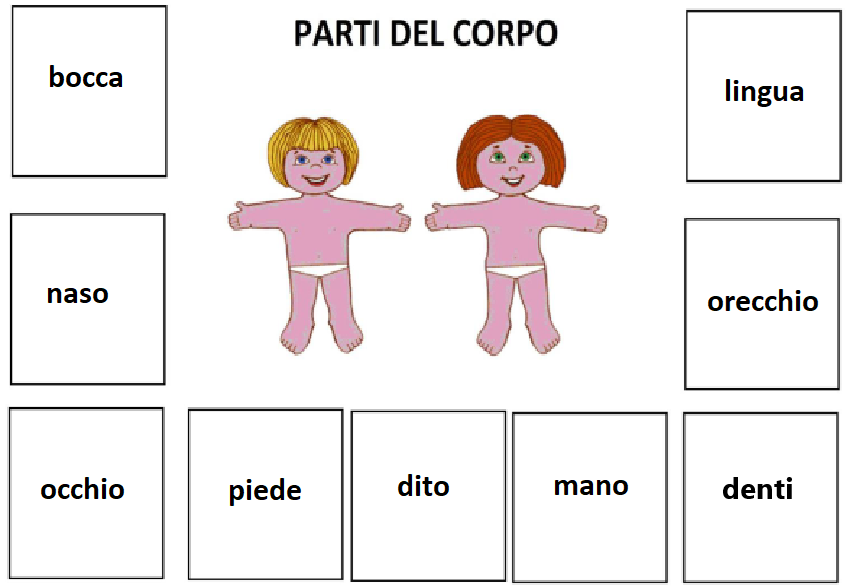 PARTI DEL CORPO
bocca
lingua
naso
orecchio
occhio
piede
dito
mano
denti